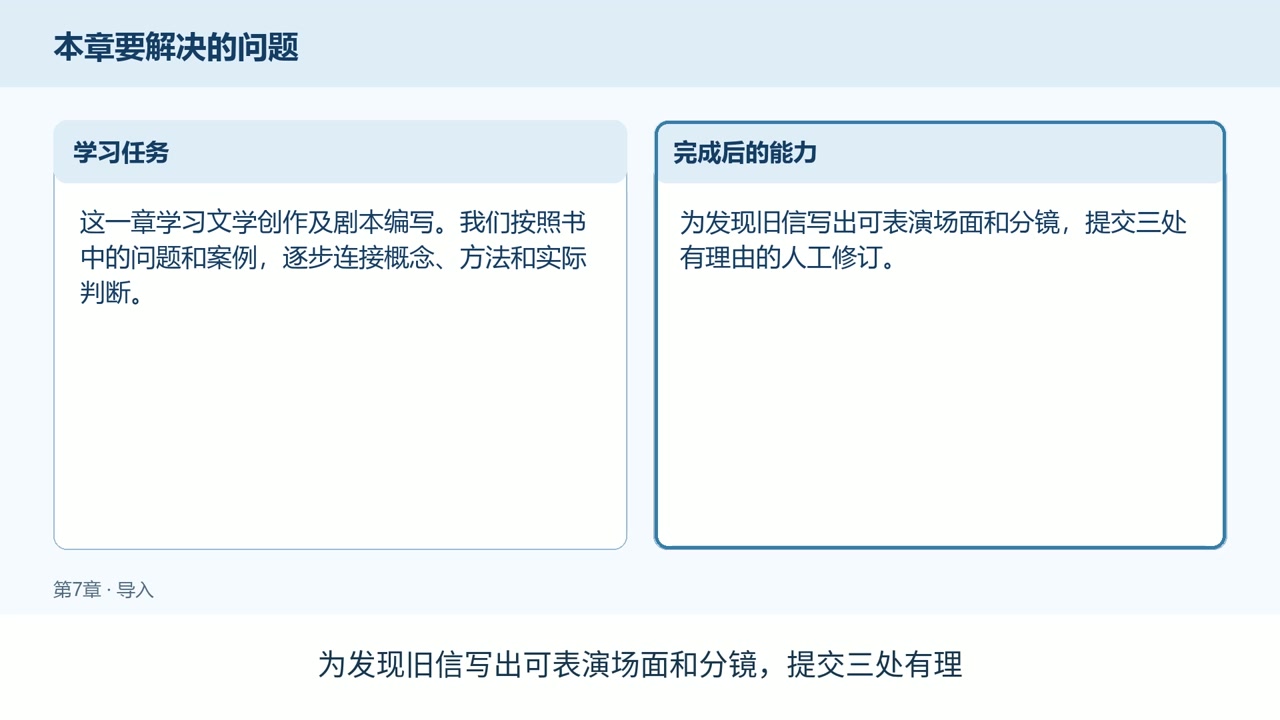 本章要解决的问题
学习任务
这一章学习文学创作及剧本编写。我们按照书
中的问题和案例，逐步连接概念、方法和实际
判断。
完成后的能力
为发现旧信写出可表演场面和分镜，提交三处
有理由的人工修订。
第7章 · 导入
为发现旧信写出可表演场面和分镜，提交三处有理